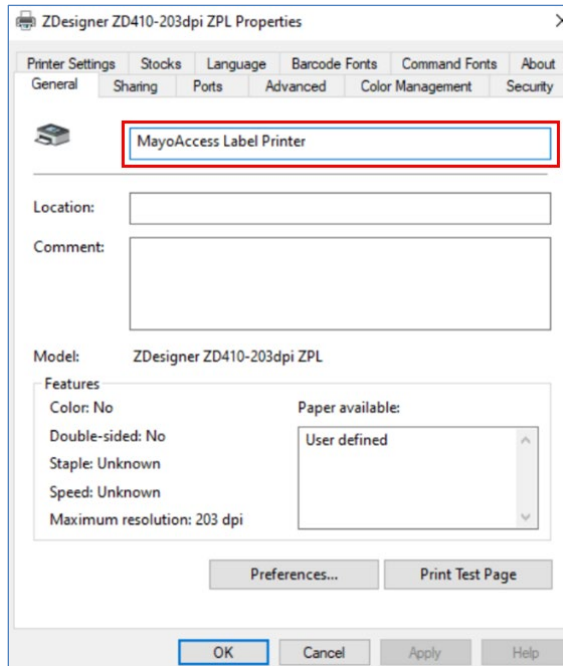 ZDesigner ZD410-203dpi ZPL Properties
Printer Settings Stocks Language Barcode Fonts Command Fonts About
General Sharing Ports Advanced Color Management Security
MayoAccess Label Printer
Location:
Comment:
Model: ZDesigner ZD410-203dpi ZPL
Features
Color: No Paper available:
Double-sided: No User defined
Staple: Unknown
Speed: Unknown
Maximum resolution: 203 dpi
Preferences... Print Test Page
OK Cancel Apply Help